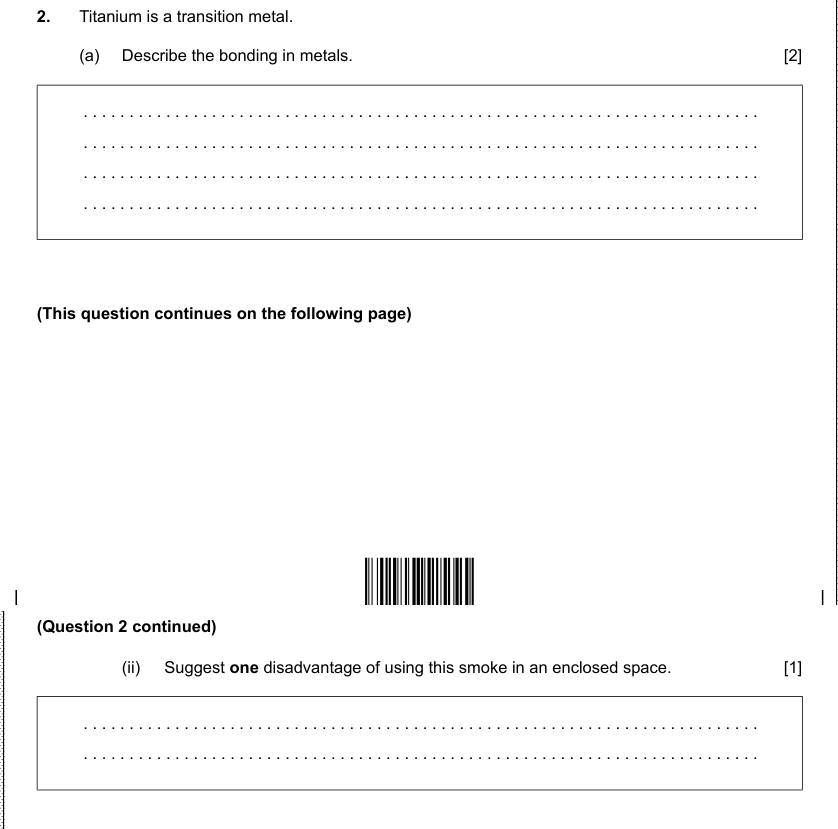 2. Titanium is a transition metal.
(a) Describe the bonding in metals. [2]
(This question continues on the following page)
(Question 2 continued)
(ii) Suggest one disadvantage of using this smoke in an enclosed space. [1]